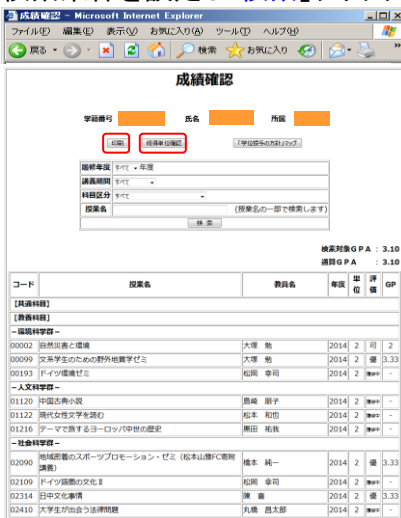 成績確認 - Microsoft Internet Explorer
ファイル(F) 編集(E) 表示(V) お気に入り(A) ツール(T) ヘルプ(H)
戻る 検索 お気に入り
成績確認
学籍番号 氏名 所属
印刷 修得単位確認 「学位授与の方針」マップ
履修年度 すべて 年度
講義期間 すべて
科目区分 すべて
授業名 (授業名の一部で検索します)
検 索
検索対象GPA : 3.10
通算GPA : 3.10
コード 授業名 教員名 年度 単位 評価 GP
【共通科目】
【教養科目】
－環境科学群－
00002 自然災害と環境 大塚 勉 2014 2 可 2
00099 文系学生のための野外地質学ゼミ 大塚 勉 2014 2 優 3.33
00193 ドイツ環境ゼミ 松岡 幸司 2014 2 履修中 -
－人文科学群－
01120 中国古典小説 島崎 朋子 2014 2 履修中 -
01122 現代女性文学を読む 松本 和也 2014 2 履修中 -
01216 テーマで旅するヨーロッパ中世の歴史 黒田 祐我 2014 2 履修中 -
－社会科学群－
02090 地域密着のスポーツプロモーション・ゼミ（松本山雅FC寄附講義） 橋本 純一 2014 2 優 3.33
02109 ドイツ語圏の文化Ⅱ 松岡 幸司 2014 2 履修中 -
02314 日中文化事情 陳 2014 2 優 3.33
02410 大学生が出会う法律問題 丸橋 昌太郎 2014 2 履修中 -